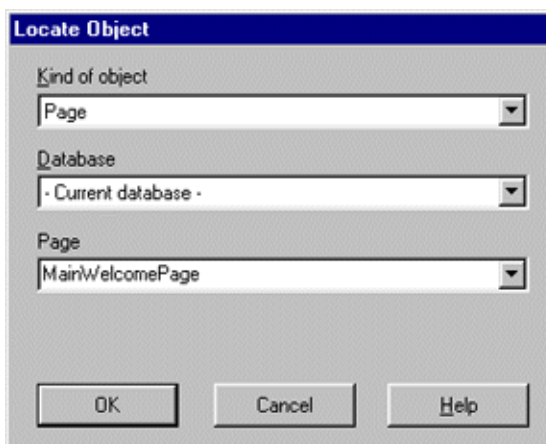 Locate Object
Kind of object
Page
Database
- Current database -
Page
MainWelcomePage
OK Cancel Help